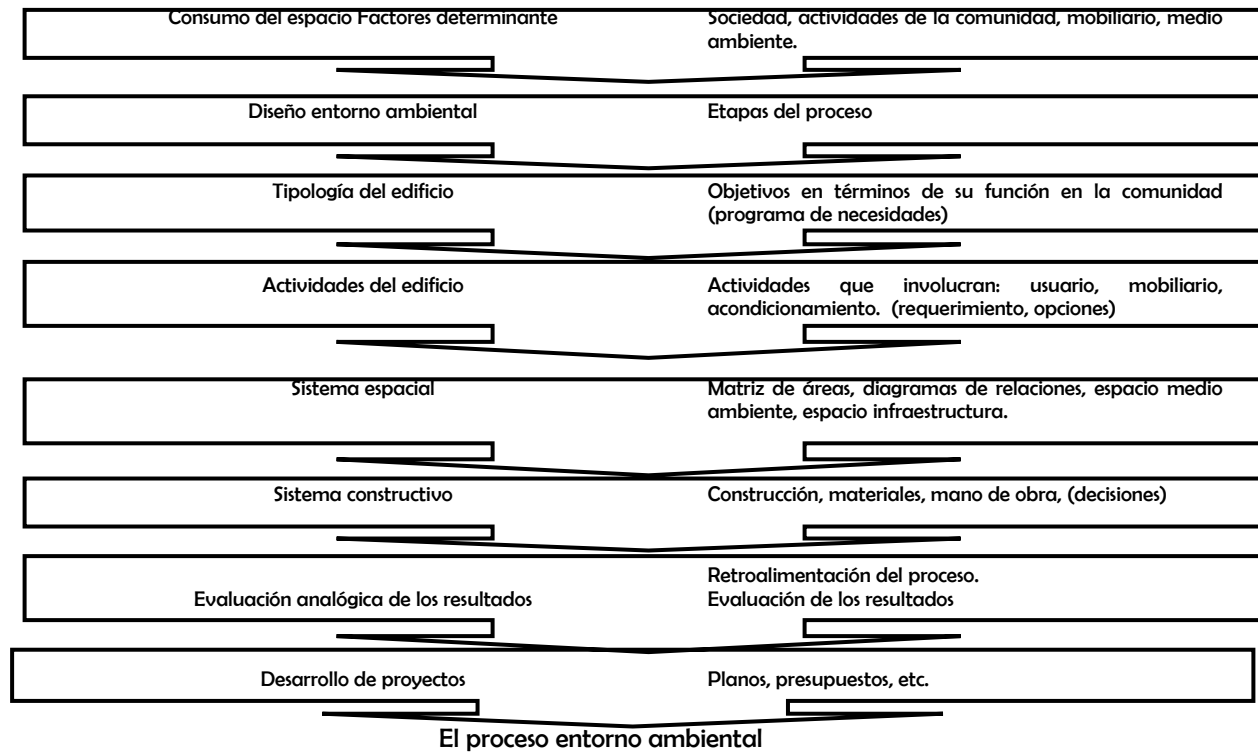 Consumo del espacio Factores determinante
Sociedad, actividades de la comunidad, mobiliario, medio
ambiente.
Diseño entorno ambiental
Etapas del proceso
Tipología del edificio
Objetivos en términos de su función en la comunidad
(programa de necesidades)
Actividades del edificio
Actividades que involucran: usuario, mobiliario,
acondicionamiento. (requerimiento, opciones)
Sistema espacial
Matriz de áreas, diagramas de relaciones, espacio medio
ambiente, espacio infraestructura.
Sistema constructivo
Construcción, materiales, mano de obra, (decisiones)
Evaluación analógica de los resultados
Retroalimentación del proceso.
Evaluación de los resultados
Desarrollo de proyectos
Planos, presupuestos, etc.
El proceso entorno ambiental